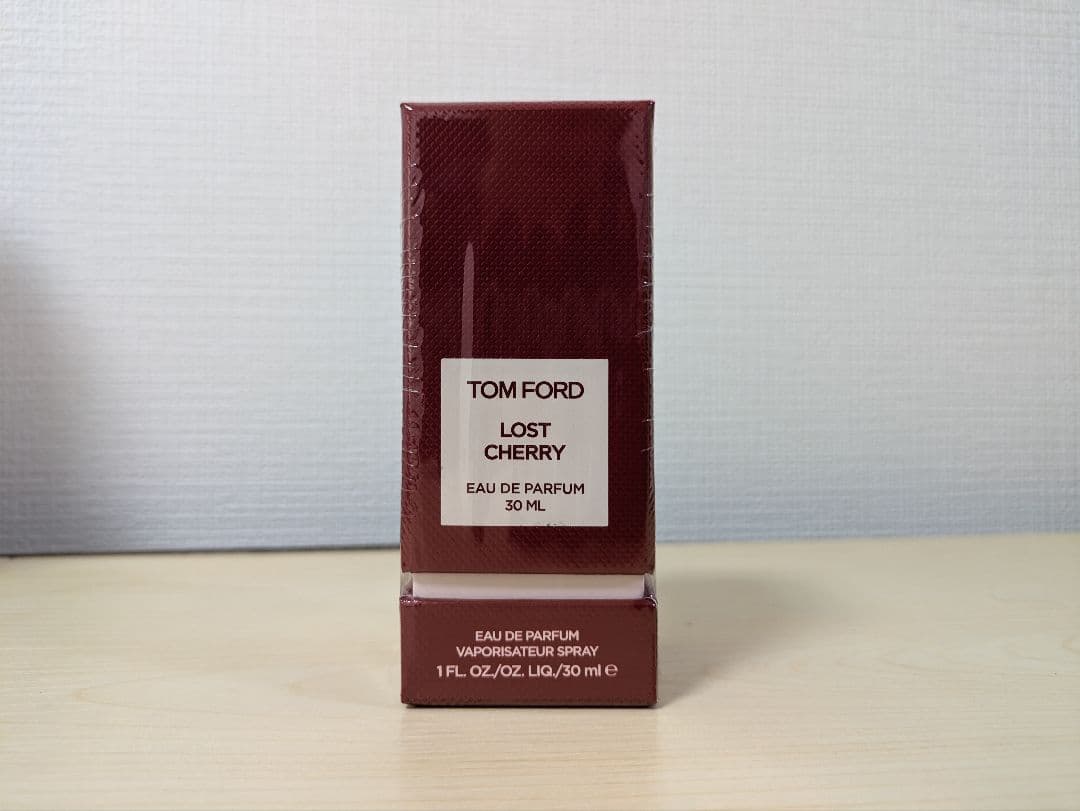 TOM FORD
LOST
CHERRY
EAU DE PARFUM
30 ML
EAU DE PARFUM
VAPORISATEUR SPRAY
1 FL. OZ./OZ. LIQ./30 ml ℮